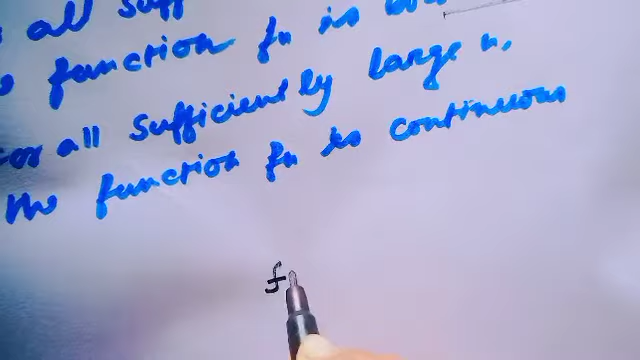 all suff
function fn is
for all sufficiently large n,
the function fn is continuous
f